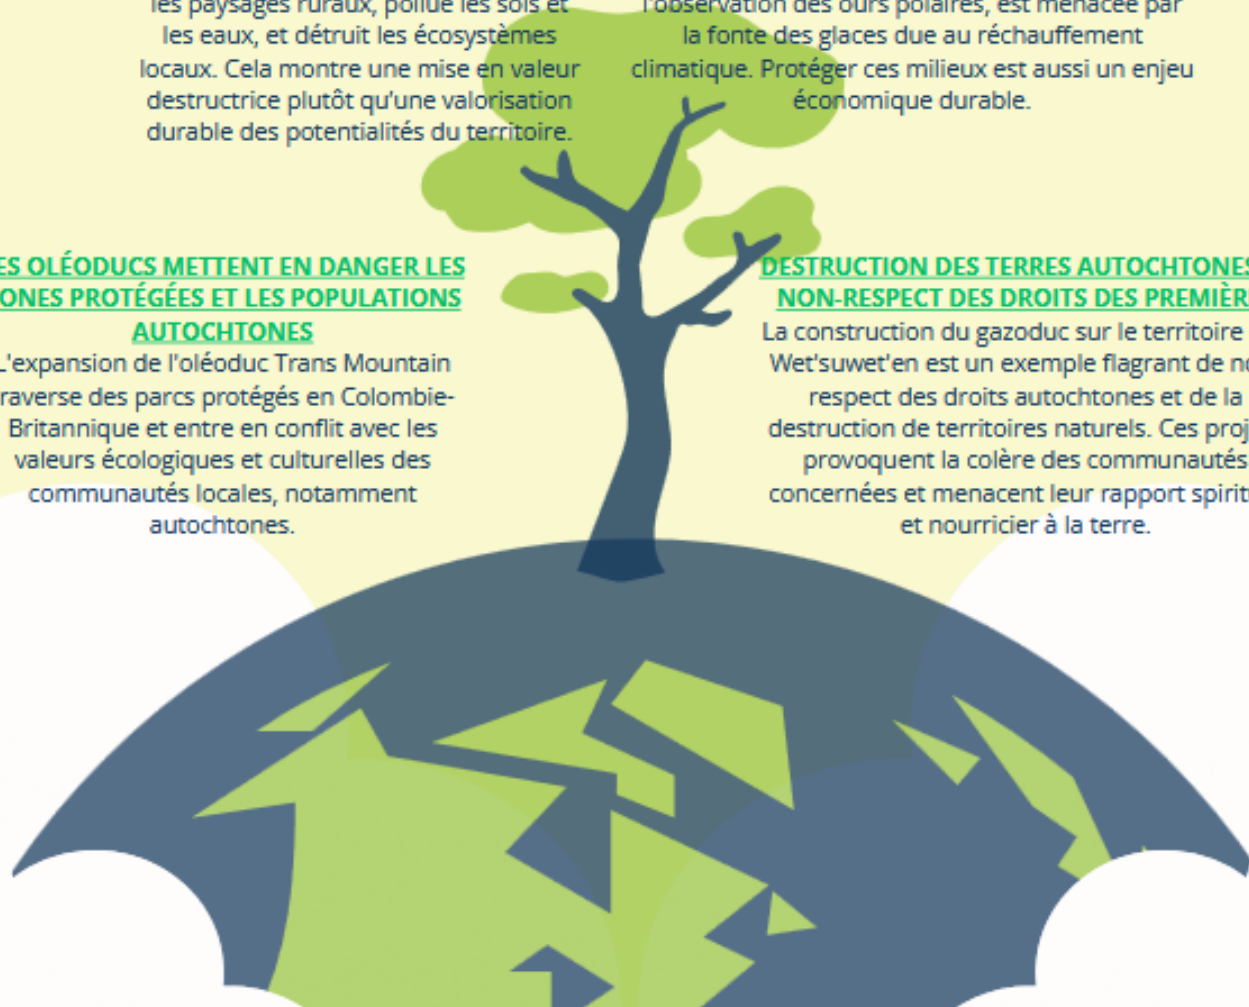 les paysages ruraux, pollue les sols et
les eaux, et détruit les écosystèmes
locaux. Cela montre une mise en valeur
destructrice plutôt qu'une valorisation
durable des potentialités du territoire.
l'observation des ours polaires, est menacée par
la fonte des glaces due au réchauffement
climatique. Protéger ces milieux est aussi un enjeu
économique durable.
ES OLÉODUCS METTENT EN DANGER LES
ONES PROTÉGÉES ET LES POPULATIONS
AUTOCHTONES
L'expansion de l'oléoduc Trans Mountain
raverse des parcs protégés en Colombie-
Britannique et entre en conflit avec les
valeurs écologiques et culturelles des
communautés locales, notamment
autochtones.
DESTRUCTION DES TERRES AUTOCHTONES
NON-RESPECT DES DROITS DES PREMIÈR
La construction du gazoduc sur le territoire
Wet'suwet'en est un exemple flagrant de no
respect des droits autochtones et de la
destruction de territoires naturels. Ces proj
provoquent la colère des communautés
concernées et menacent leur rapport spirit
et nourricier à la terre.